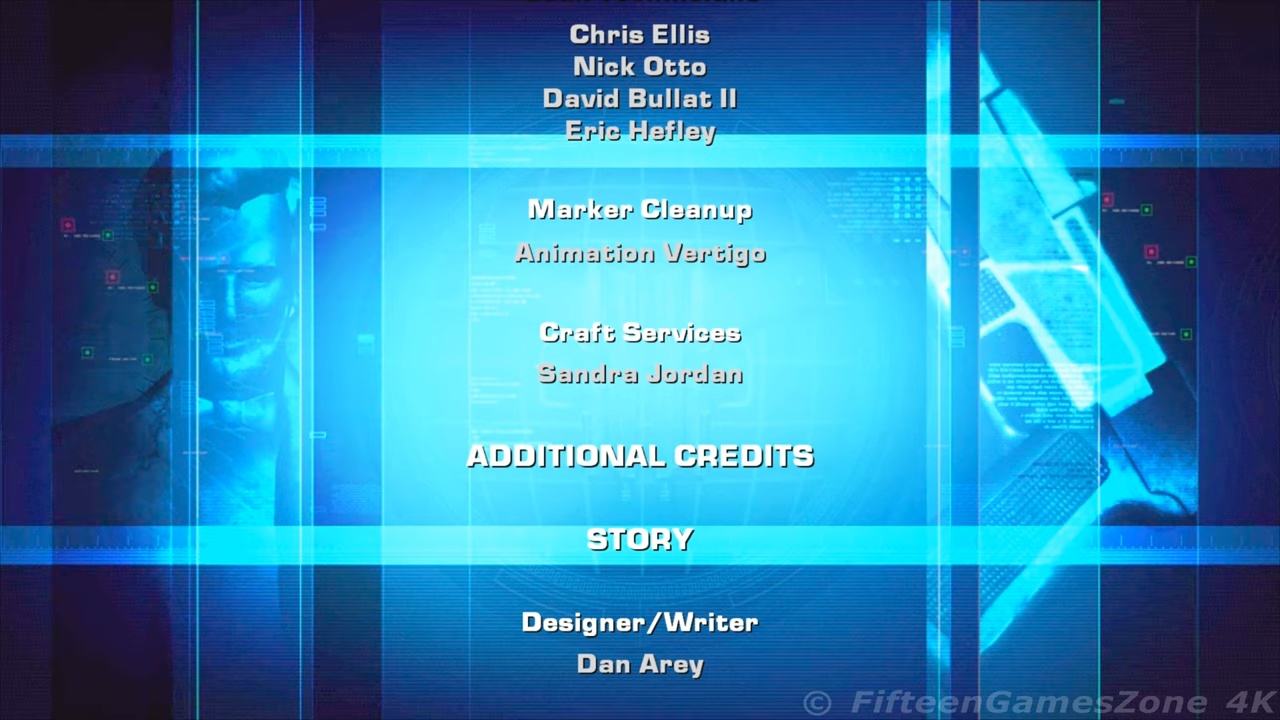 Chris Ellis
Nick Otto
David Bullat II
Eric Hefley
Marker Cleanup
Animation Vertigo
Craft Services
Sandra Jordan
ADDITIONAL CREDITS
STORY
Designer/Writer
Dan Arey
© FifteenGamesZone 4K